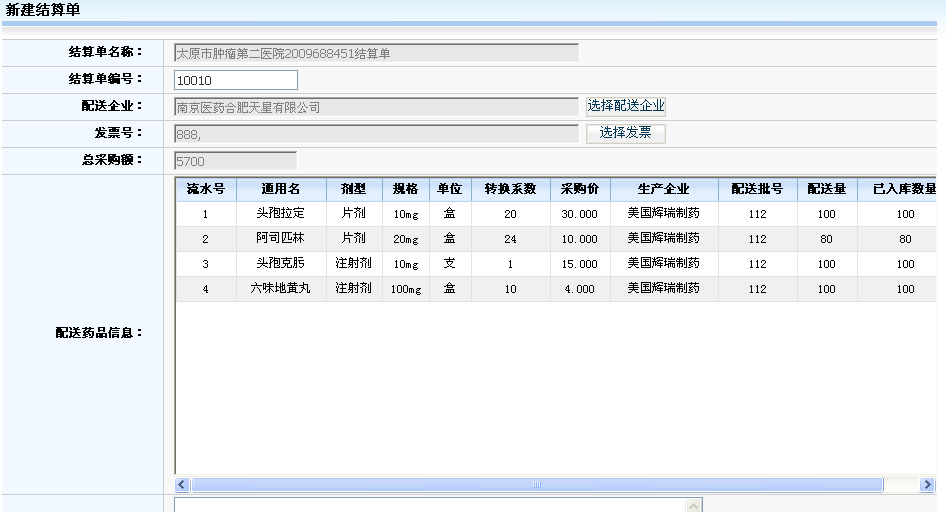 新建结算单
结算单名称： 太原市肿瘤第二医院2009688451结算单
结算单编号： 10010
配送企业： 南京医药合肥天星有限公司 选择配送企业
发票号： 888, 选择发票
总采购额： 5700
流水号 通用名 剂型 规格 单位 转换系数 采购价 生产企业 配送批号 配送量 已入库数量
1 头孢拉定 片剂 10mg 盒 20 30.000 美国辉瑞制药 112 100 100
2 阿司匹林 片剂 20mg 盒 24 10.000 美国辉瑞制药 112 80 80
3 头孢克肟 注射剂 10mg 支 1 15.000 美国辉瑞制药 112 100 100
4 六味地黄丸 注射剂 100mg 盒 10 4.000 美国辉瑞制药 112 100 100
配送药品信息：